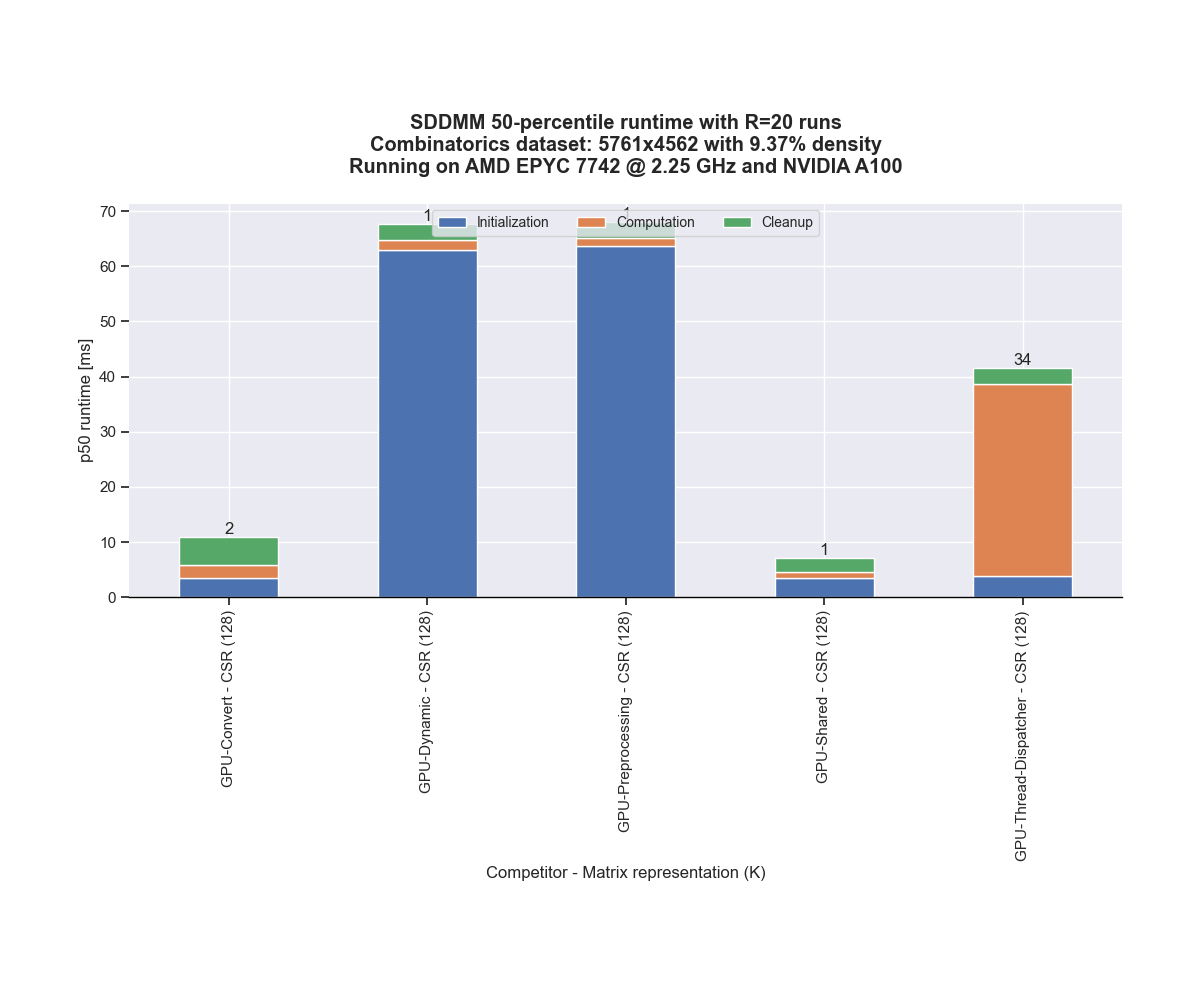 SDDMM 50-percentile runtime with R=20 runs
Combinatorics dataset: 5761x4562 with 9.37% density
Running on AMD EPYC 7742 @ 2.25 GHz and NVIDIA A100
Initialization Computation Cleanup
p50 runtime [ms]
70
60
50
40
30
20
10
0
2
1
1
1
34
GPU-Convert - CSR (128)
GPU-Dynamic - CSR (128)
GPU-Preprocessing - CSR (128)
GPU-Shared - CSR (128)
GPU-Thread-Dispatcher - CSR (128)
Competitor - Matrix representation (K)